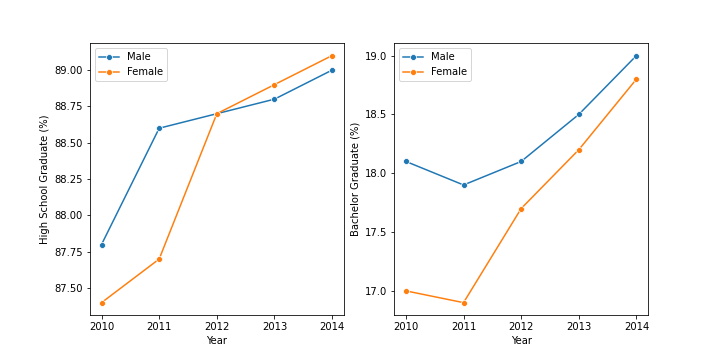 High School Graduate (%)
89.00
88.75
88.50
88.25
88.00
87.75
87.50
Male
Female
2010 2011 2012 2013 2014
Year
Bachelor Graduate (%)
19.0
18.5
18.0
17.5
17.0
Male
Female
2010 2011 2012 2013 2014
Year